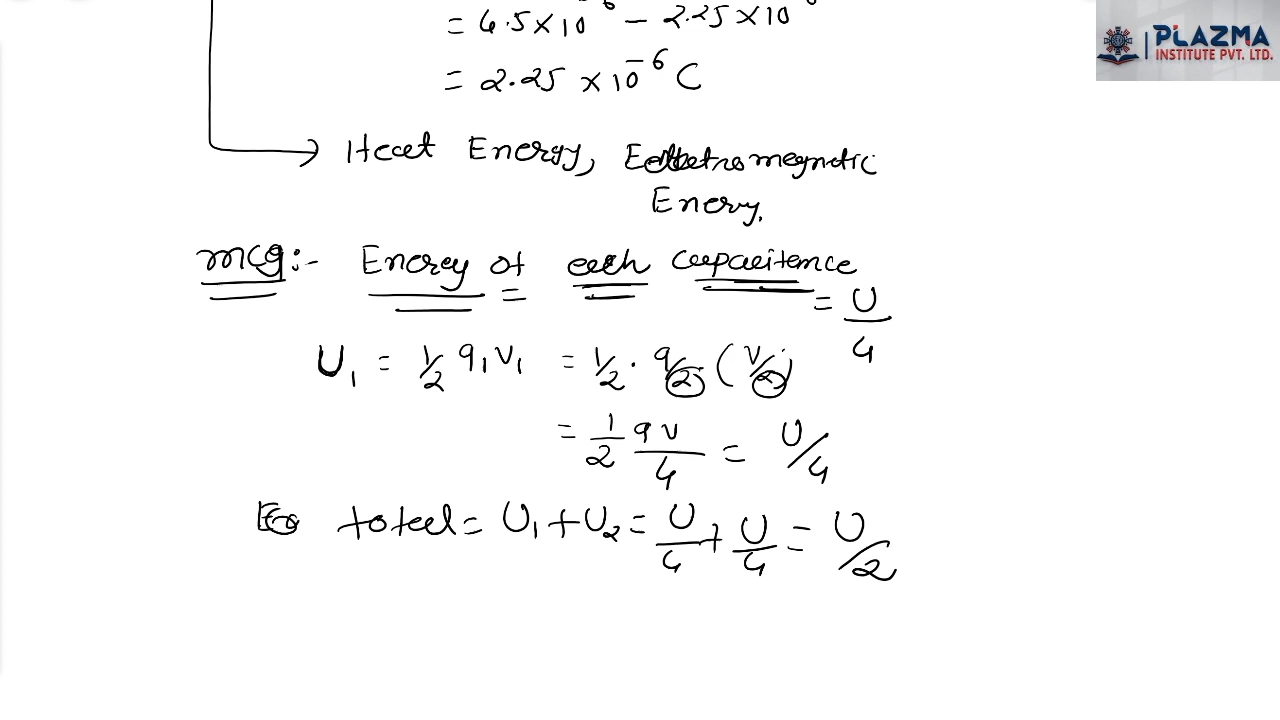 = 4.5×10⁻⁶ – 2.25×10⁻⁶
PLAZMA
INSTITUTE PVT. LTD.
= 2.25 ×10⁻⁶ C
→ Heat Energy, Electromagnetic
Enery.
mcq:- Energy of each capacitance
= U/4
U₁ = 1/2 q₁V₁ = 1/2 . q/2 (V/2)
= 1/2 qV/4 = U/4
total = U₁+U₂ = U/4 + U/4 = U/2